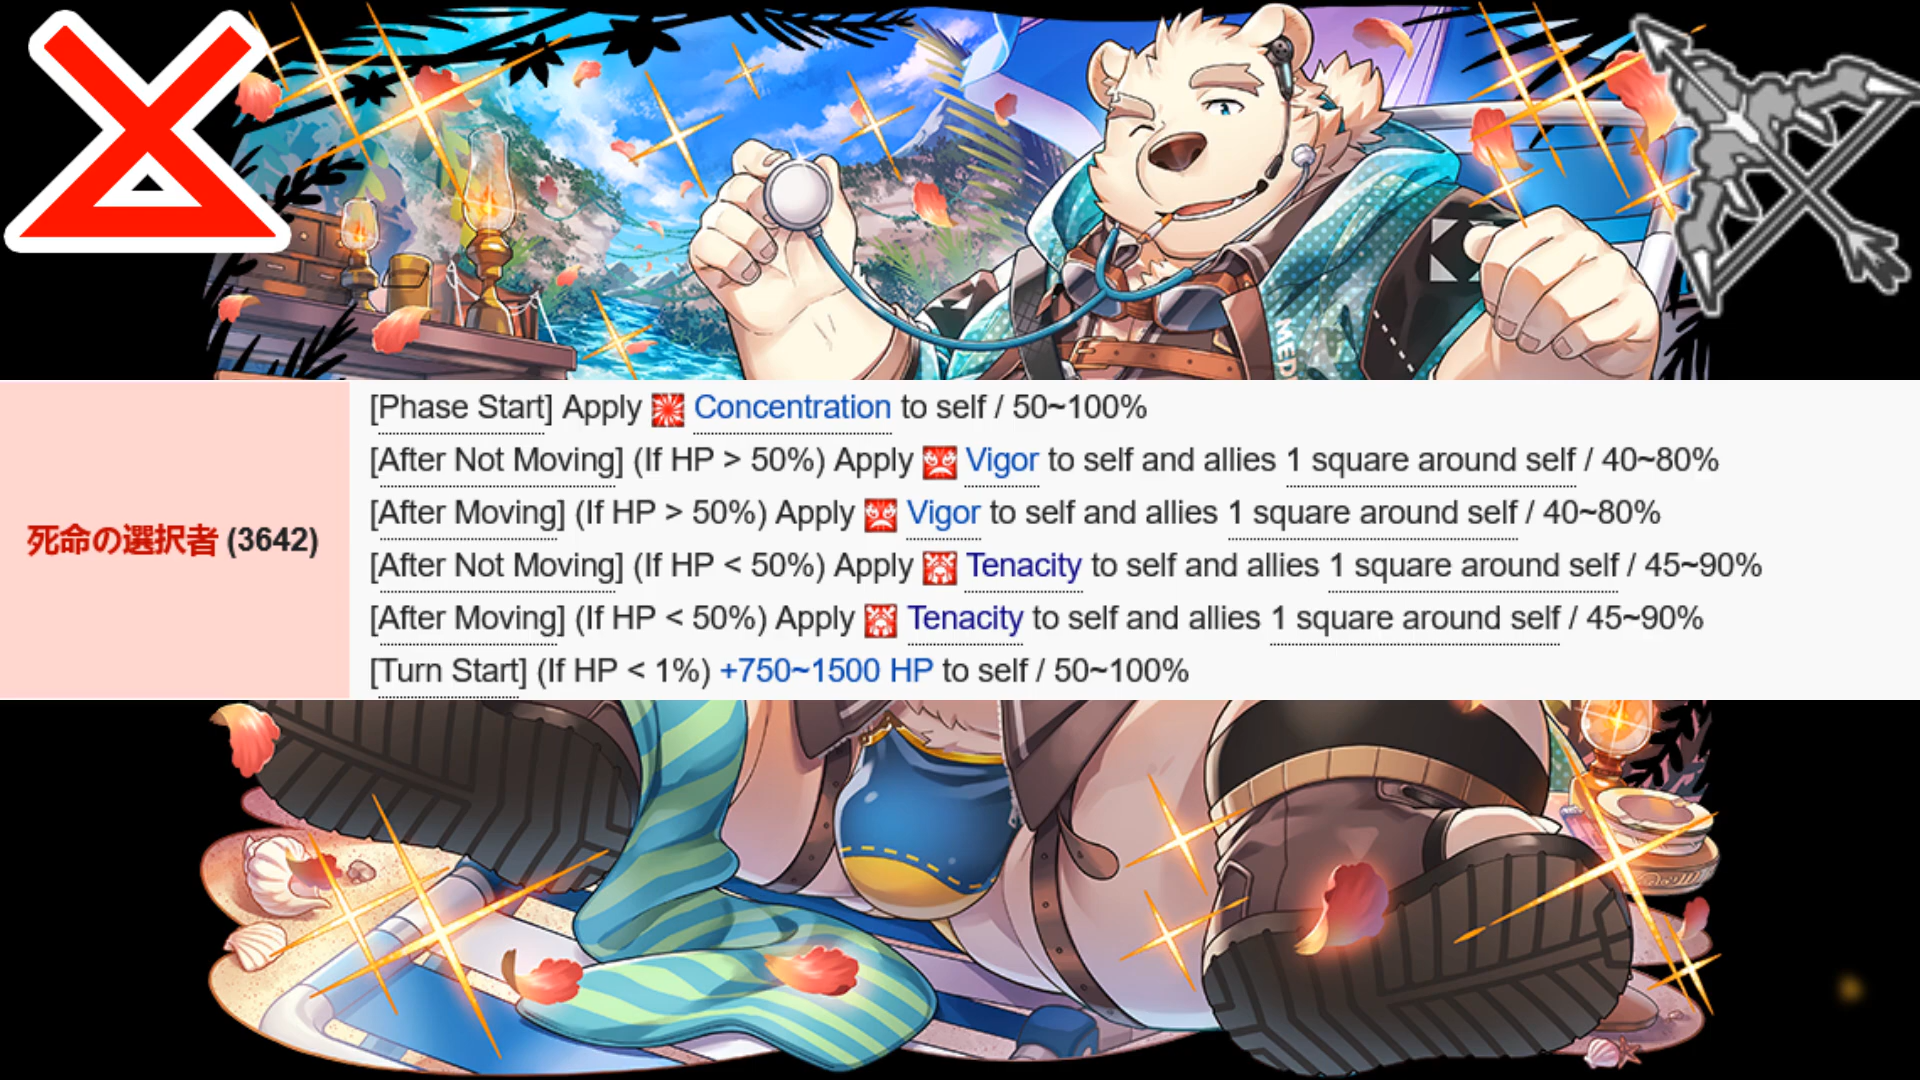 死命の選択者 (3642)
[Phase Start] Apply Concentration to self / 50~100%
[After Not Moving] (If HP > 50%) Apply Vigor to self and allies 1 square around self / 40~80%
[After Moving] (If HP > 50%) Apply Vigor to self and allies 1 square around self / 40~80%
[After Not Moving] (If HP < 50%) Apply Tenacity to self and allies 1 square around self / 45~90%
[After Moving] (If HP < 50%) Apply Tenacity to self and allies 1 square around self / 45~90%
[Turn Start] (If HP < 1%) +750~1500 HP to self / 50~100%